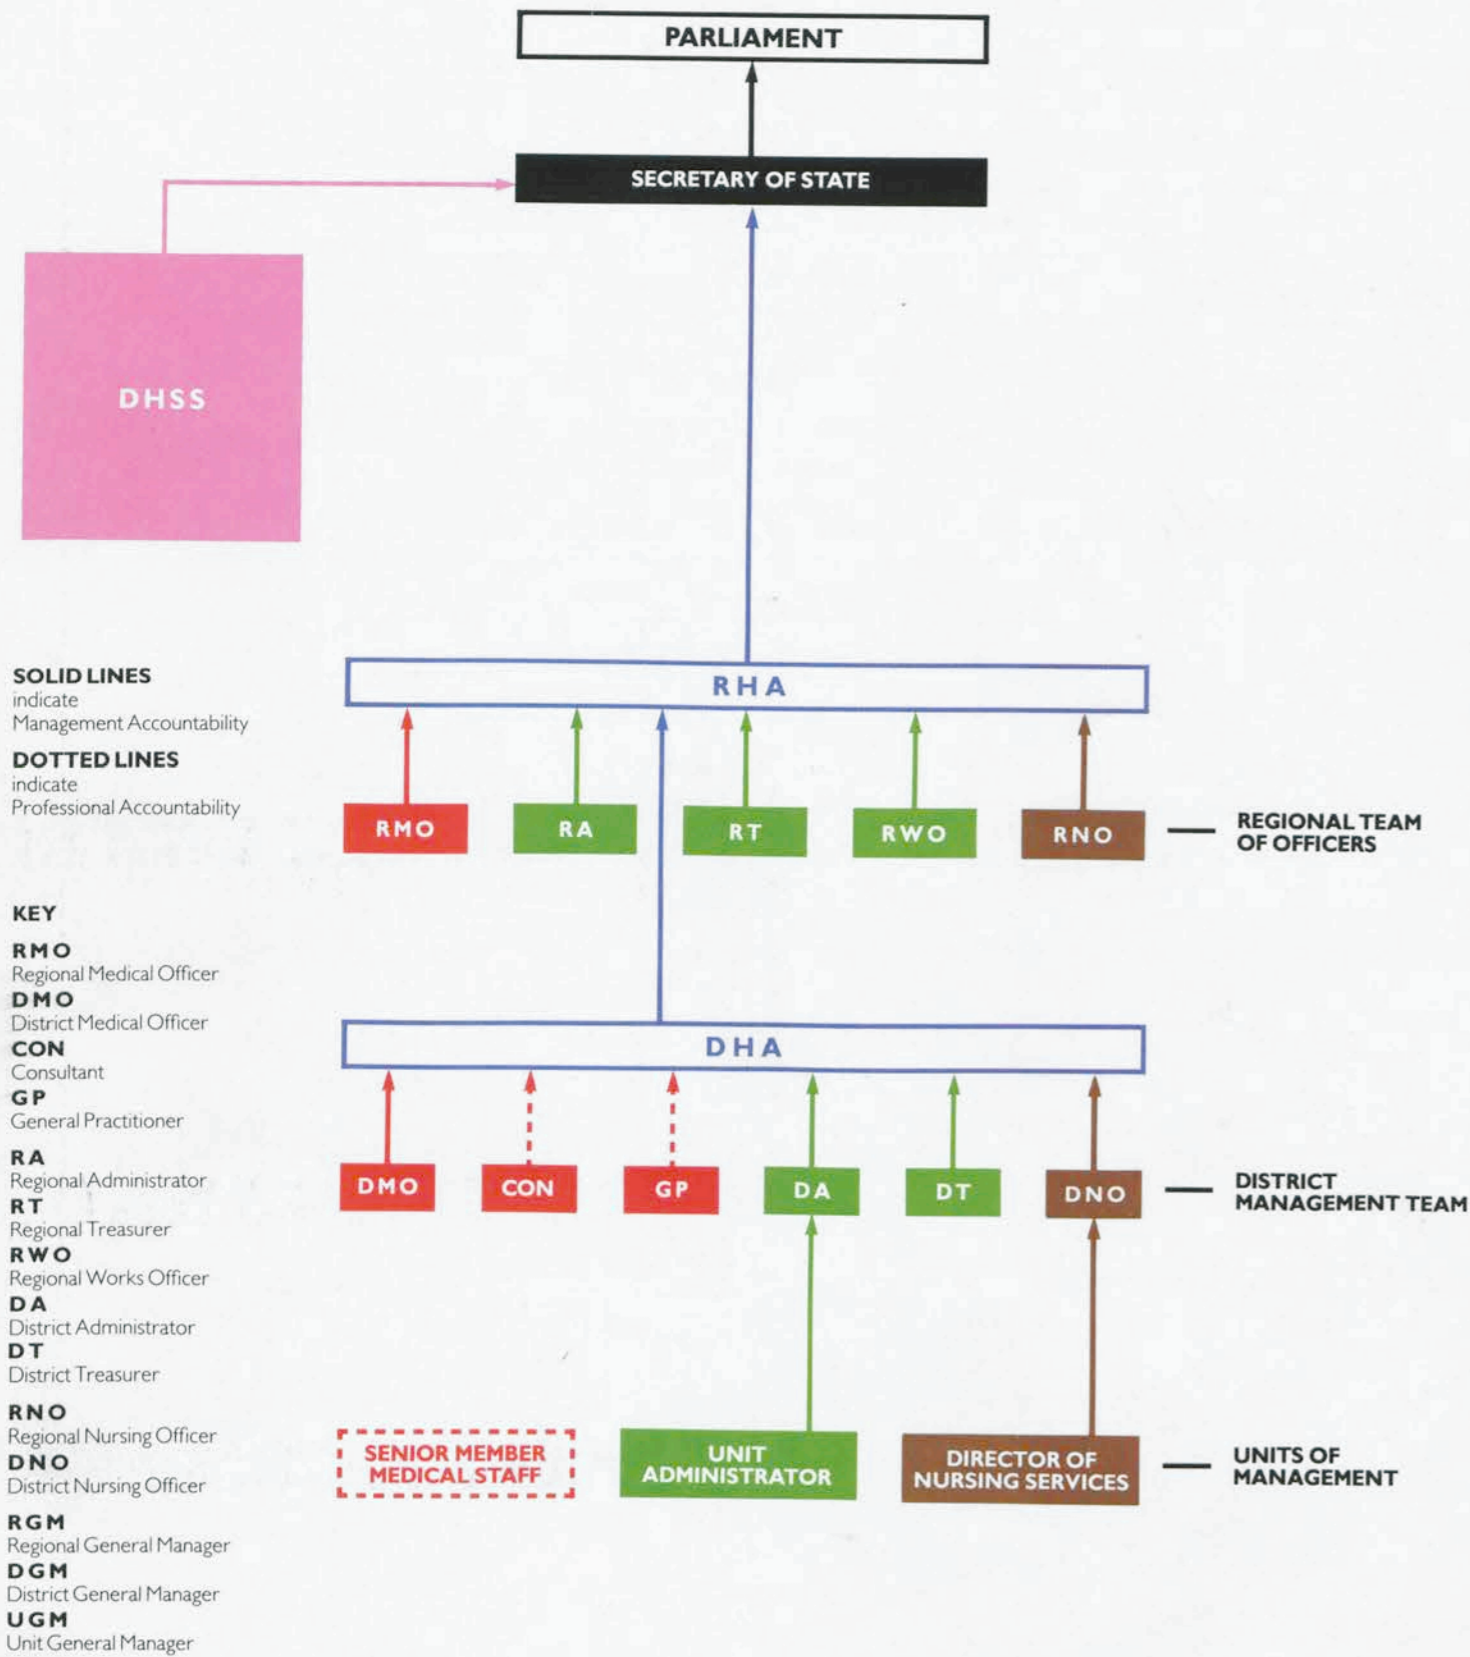 PARLIAMENT
SECRETARY OF STATE
DHSS
SOLID LINES
indicate
Management Accountability
DOTTED LINES
indicate
Professional Accountability
RHA
RMO
RA
RT
RWO
RNO
REGIONAL TEAM
OF OFFICERS
KEY
RMO
Regional Medical Officer
DMO
District Medical Officer
CON
Consultant
GP
General Practitioner
RA
Regional Administrator
RT
Regional Treasurer
RWO
Regional Works Officer
DA
District Administrator
DT
District Treasurer
RNO
Regional Nursing Officer
DNO
District Nursing Officer
RGM
Regional General Manager
DGM
District General Manager
UGM
Unit General Manager
DHA
DMO
CON
GP
DA
DT
DNO
DISTRICT
MANAGEMENT TEAM
SENIOR MEMBER
MEDICAL STAFF
UNIT
ADMINISTRATOR
DIRECTOR OF
NURSING SERVICES
UNITS OF
MANAGEMENT